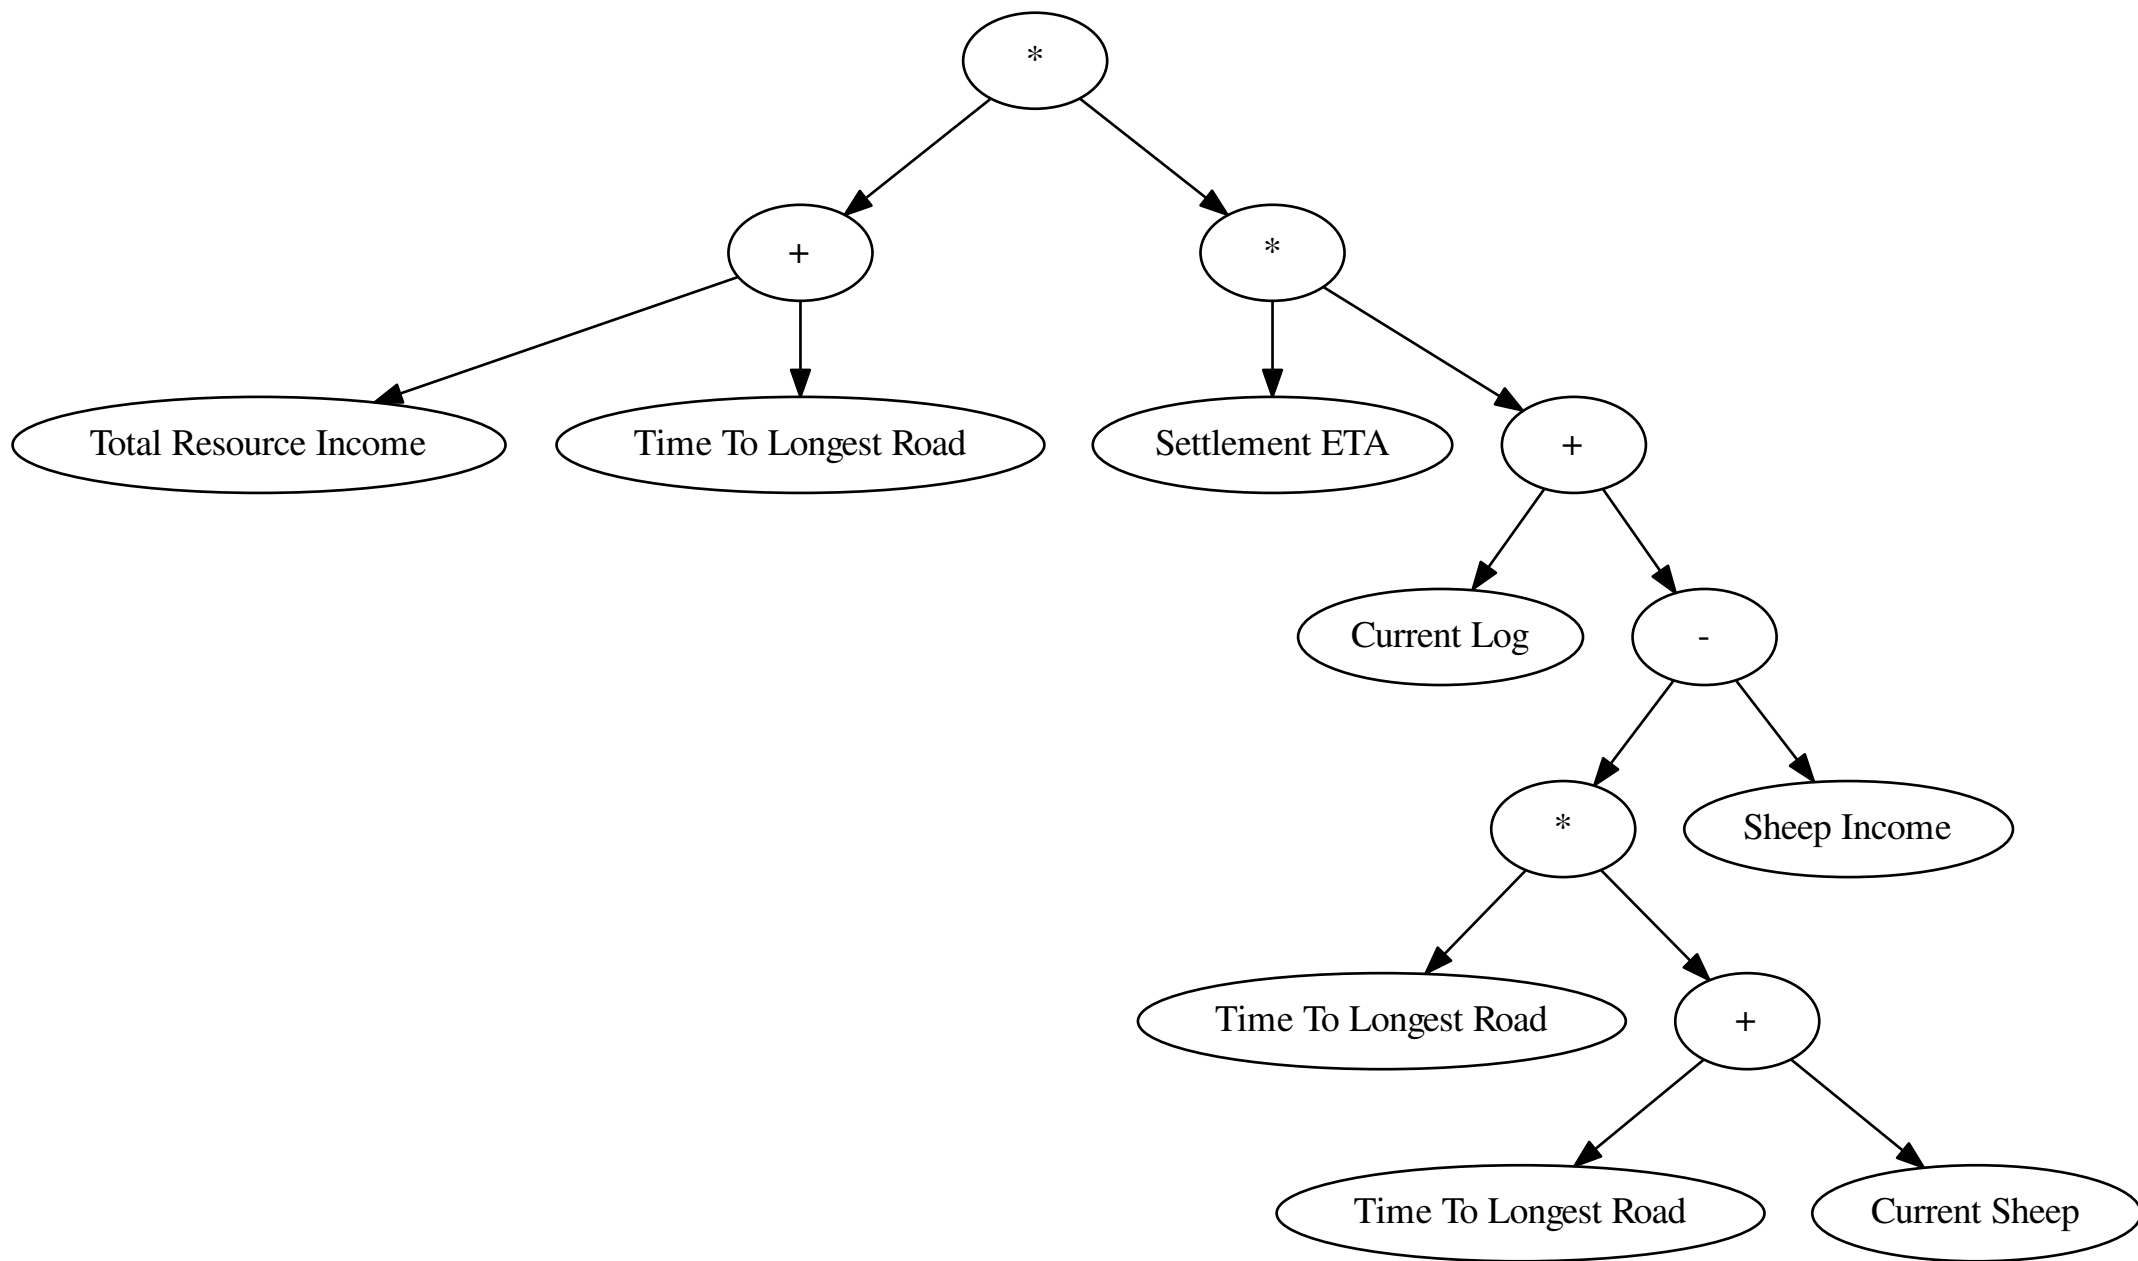 *
+
*
Total Resource Income
Time To Longest Road
Settlement ETA
+
Current Log
-
*
Sheep Income
Time To Longest Road
+
Time To Longest Road
Current Sheep